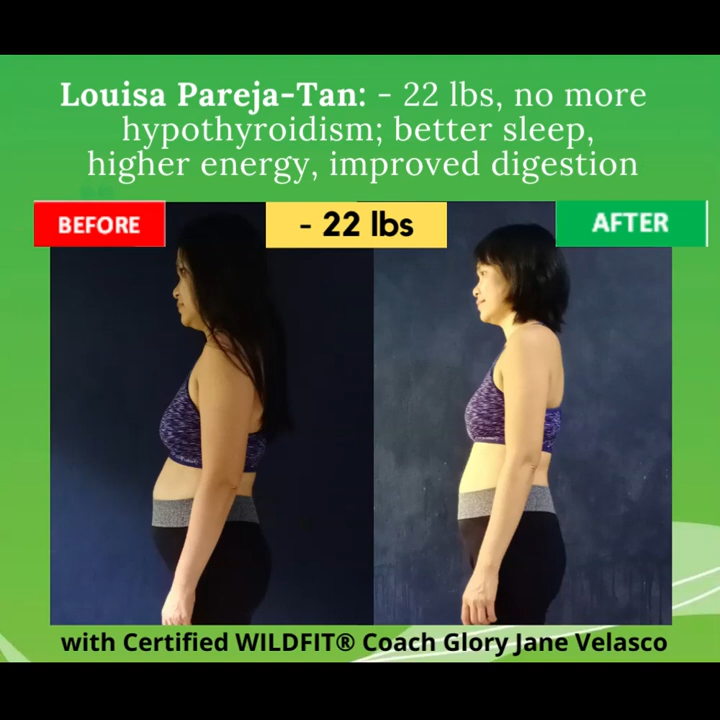 Louisa Pareja-Tan: - 22 lbs, no more
hypothyroidism; better sleep,
higher energy, improved digestion
BEFORE
- 22 lbs
AFTER
with Certified WILDFIT® Coach Glory Jane Velasco